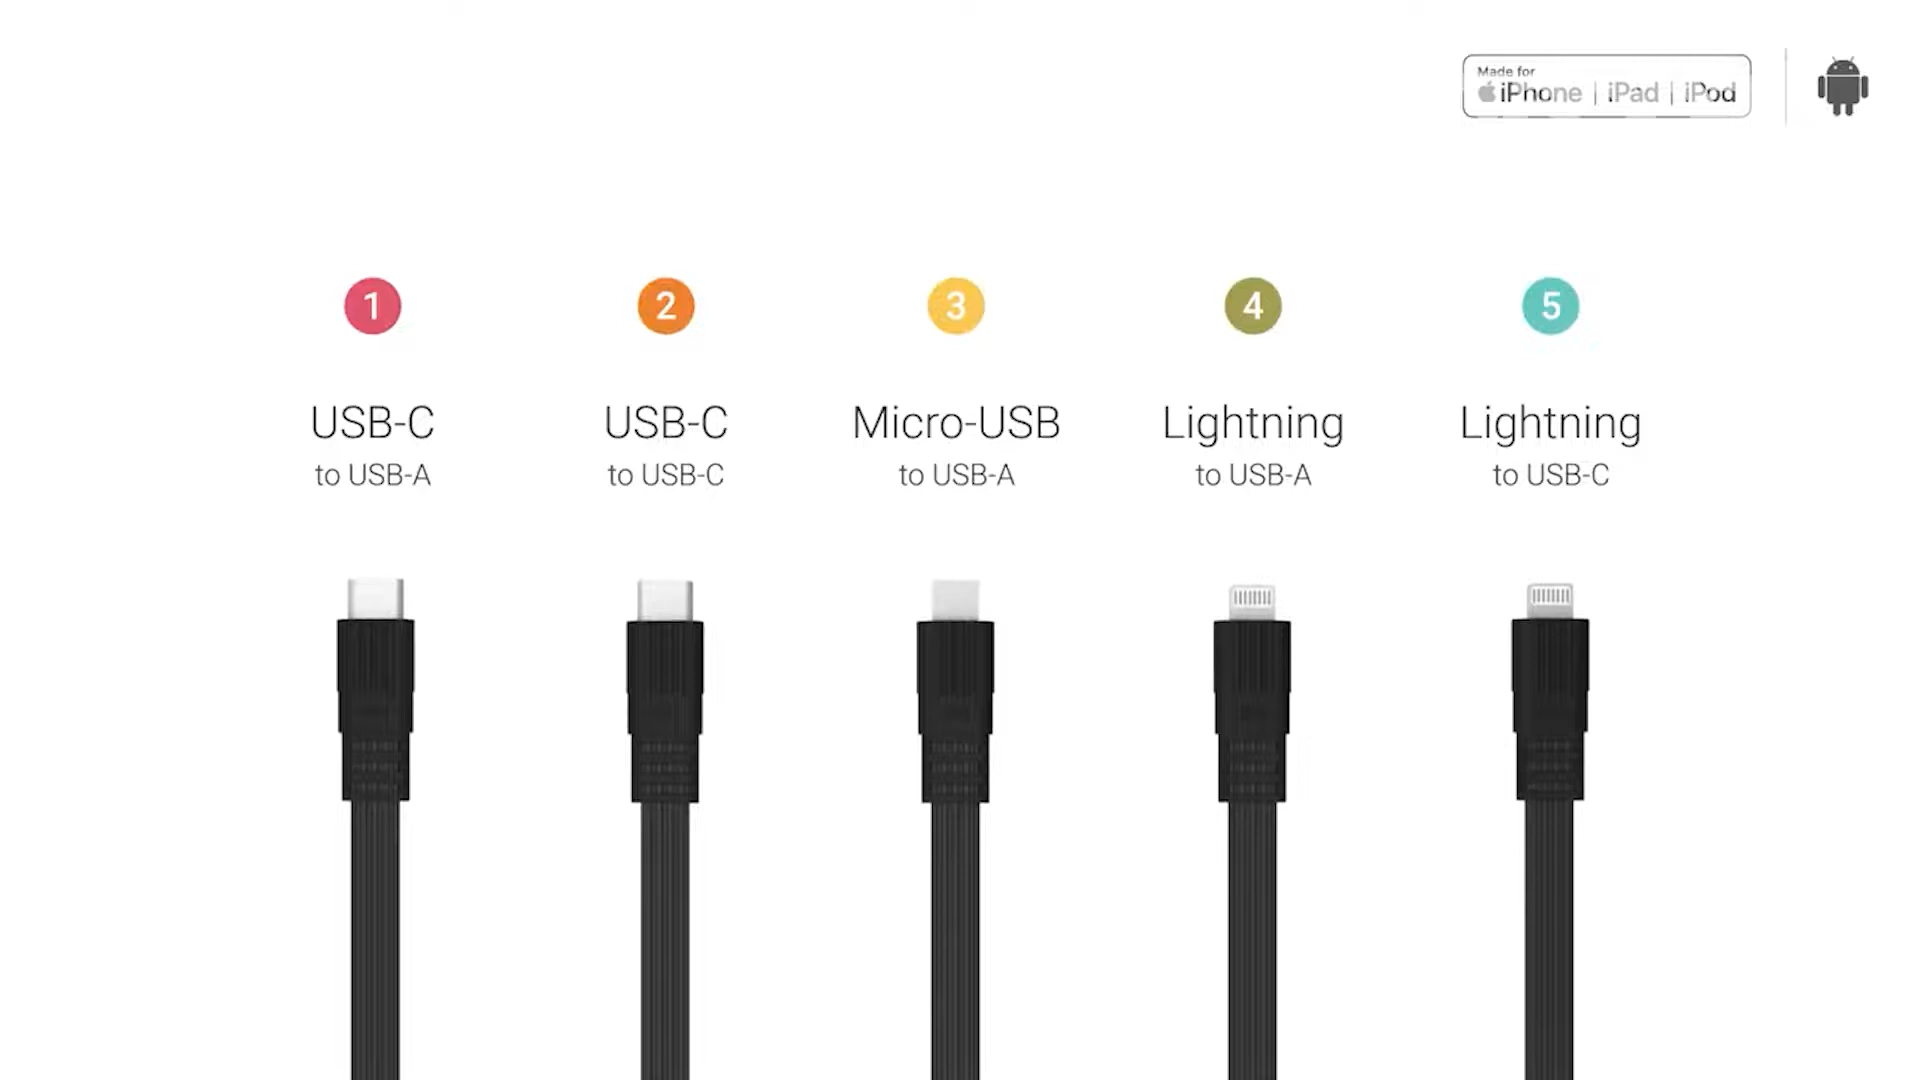 Made for
iPhone | iPad | iPod
1
2
3
4
5
USB-C
to USB-A
USB-C
to USB-C
Micro-USB
to USB-A
Lightning
to USB-A
Lightning
to USB-C